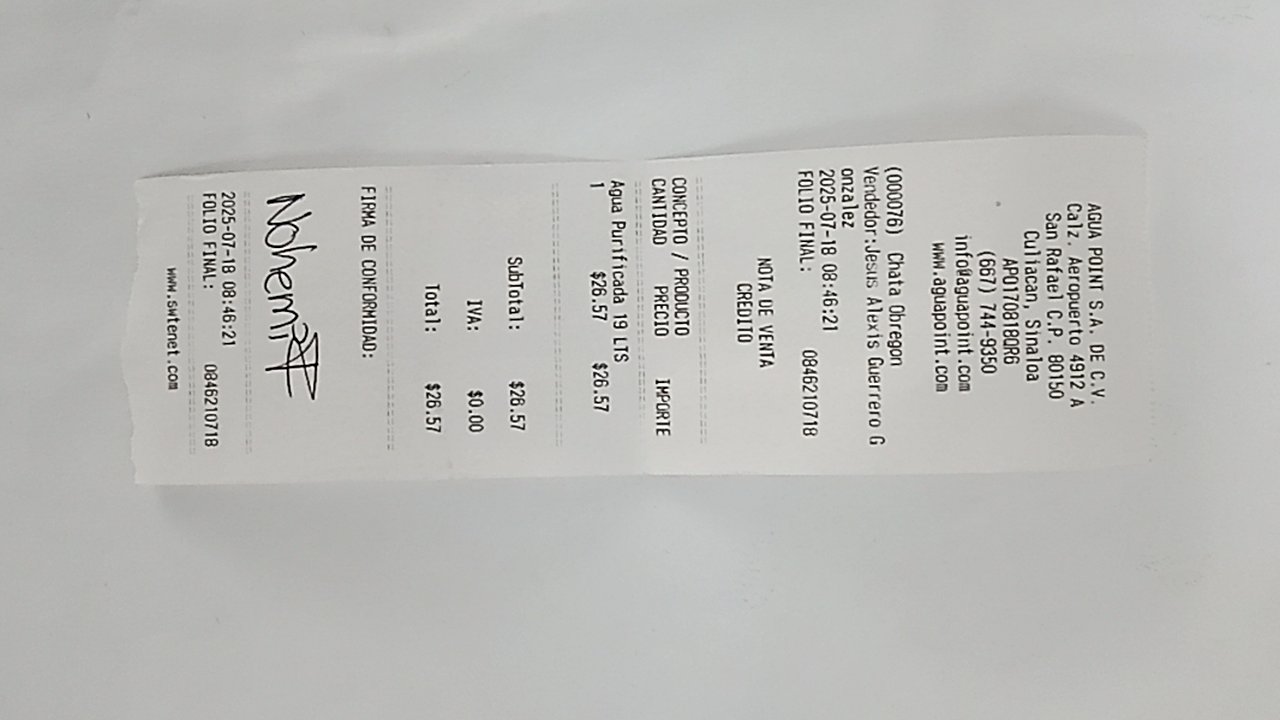 AGUA POINT S.A. DE C.V.
Calz. Aeropuerto 4912 A
San Rafael C.P. 80150
Culiacan, Sinaloa
APO170818QR6
(667) 744-9350
info@aguapoint.com
www.aguapoint.com
(000076) Chata Obregon
Vendedor:Jesus Alexis Guerrero G
onzalez
2025-07-18 08:46:21
FOLIO FINAL: 0846210718
NOTA DE VENTA
CREDITO
CONCEPTO / PRODUCTO
CANTIDAD PRECIO IMPORTE
Agua Purificada 19 LTS
1 $26.57 $26.57
SubTotal: $26.57
IVA: $0.00
Total: $26.57
FIRMA DE CONFORMIDAD:
Nohemi
2025-07-18 08:46:21
FOLIO FINAL: 0846210718
www.swtenet.com